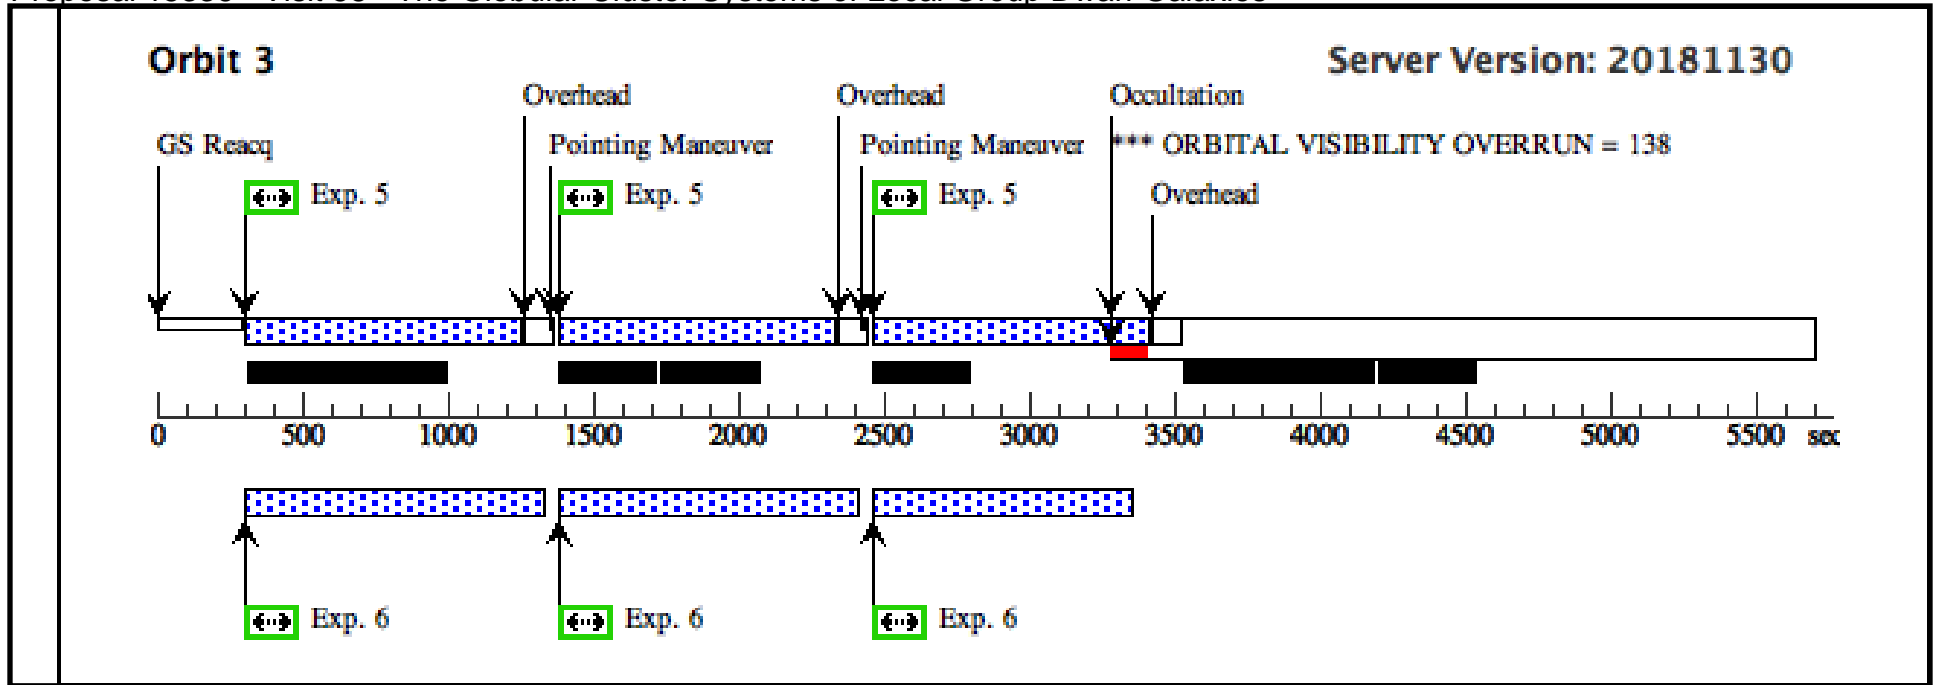 Orbit 3 Server Version: 20181130
Overhead Overhead Occultation
GS Reacq Pointing Maneuver Pointing Maneuver *** ORBITAL VISIBILITY OVERRUN = 138
Exp. 5 Exp. 5 Exp. 5 Overhead
0 500 1000 1500 2000 2500 3000 3500 4000 4500 5000 5500 sec
Exp. 6 Exp. 6 Exp. 6